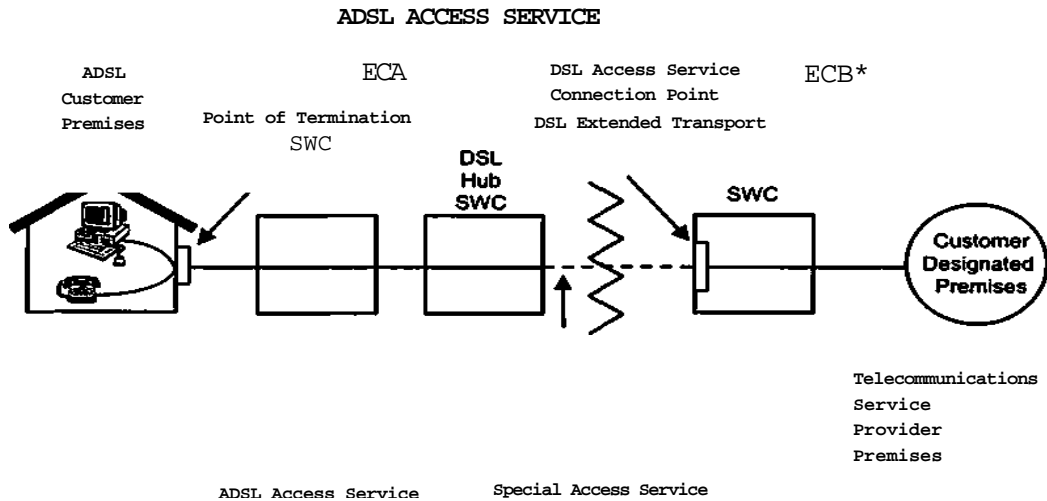 ADSL ACCESS SERVICE
ADSL
Customer
Premises
ECA
DSL Access Service
Connection Point
DSL Extended Transport
ECB*
Point of Termination
SWC
DSL
Hub
SWC
SWC
Customer
Designated
Premises
Telecommunications
Service
Provider
Premises
ADSL Access Service
Special Access Service